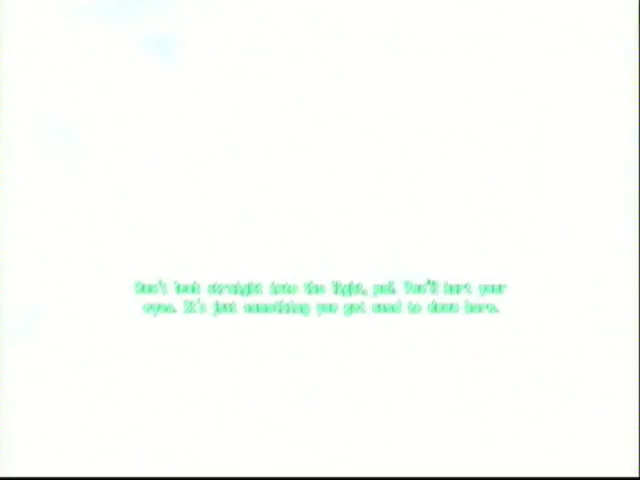 Don't look straight into the light, pal. You'll hurt your
eyes. It's just something you get used to down here.